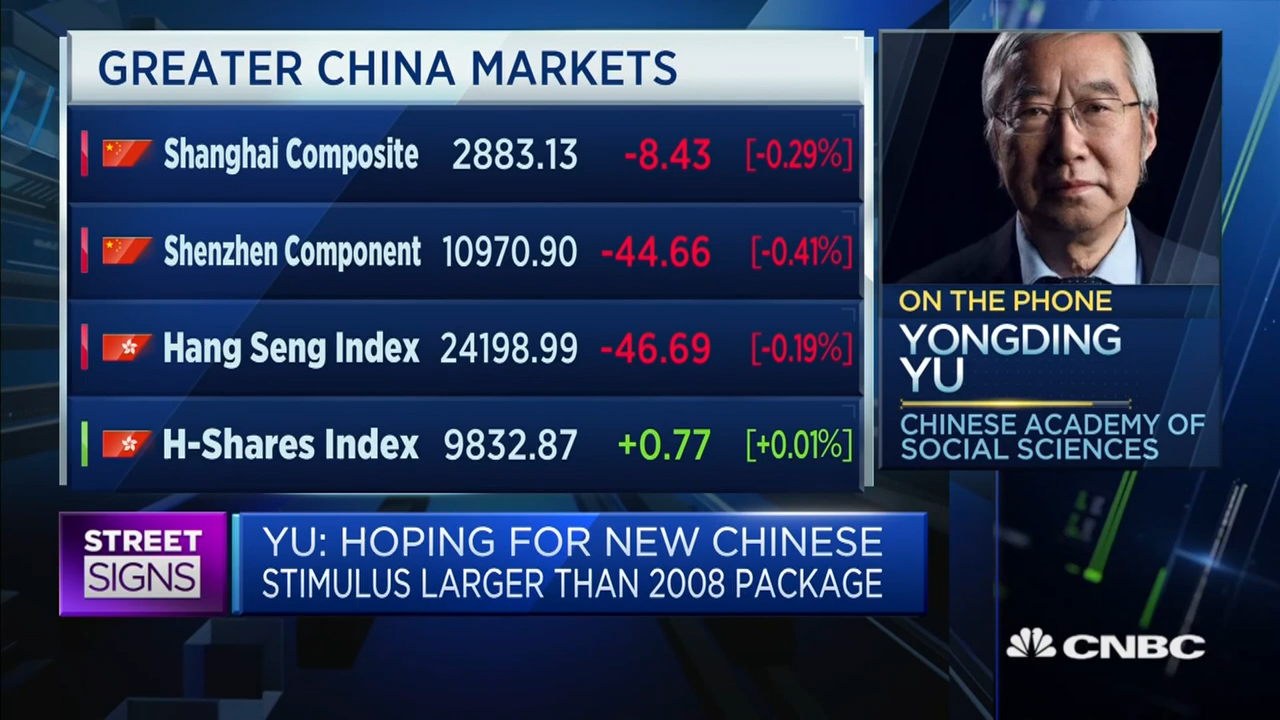 GREATER CHINA MARKETS
Shanghai Composite 2883.13 -8.43 [-0.29%]
Shenzhen Component 10970.90 -44.66 [-0.41%]
Hang Seng Index 24198.99 -46.69 [-0.19%]
H-Shares Index 9832.87 +0.77 [+0.01%]
ON THE PHONE
YONGDING
YU
CHINESE ACADEMY OF
SOCIAL SCIENCES
STREET
SIGNS
YU: HOPING FOR NEW CHINESE
STIMULUS LARGER THAN 2008 PACKAGE
CNBC